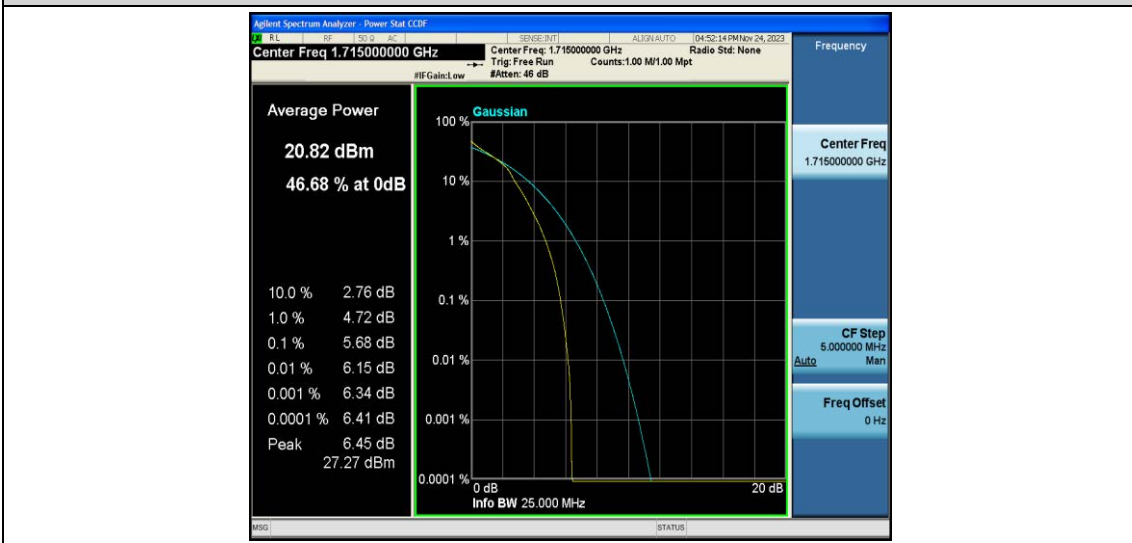 Agilent Spectrum Analyzer - Power Stat CCDF
RL RF 50 Ω AC SENSE:INT ALIGNAUTO 04:52:14 PM Nov 24, 2023
Center Freq 1.715000000 GHz
Center Freq: 1.715000000 GHz Radio Std: None
Trig: Free Run Counts:1.00 M/1.00 Mpt
#IFGain:Low #Atten: 46 dB
Frequency
Average Power
20.82 dBm
46.68 % at 0dB
10.0 % 2.76 dB
1.0 % 4.72 dB
0.1 % 5.68 dB
0.01 % 6.15 dB
0.001 % 6.34 dB
0.0001 % 6.41 dB
Peak 6.45 dB
27.27 dBm
Gaussian
100 %
10 %
1 %
0.1 %
0.01 %
0.001 %
0.0001 %
0 dB 20 dB
Info BW 25.000 MHz
Center Freq
1.715000000 GHz
CF Step
5.000000 MHz
Auto Man
Freq Offset
0 Hz
MSG STATUS